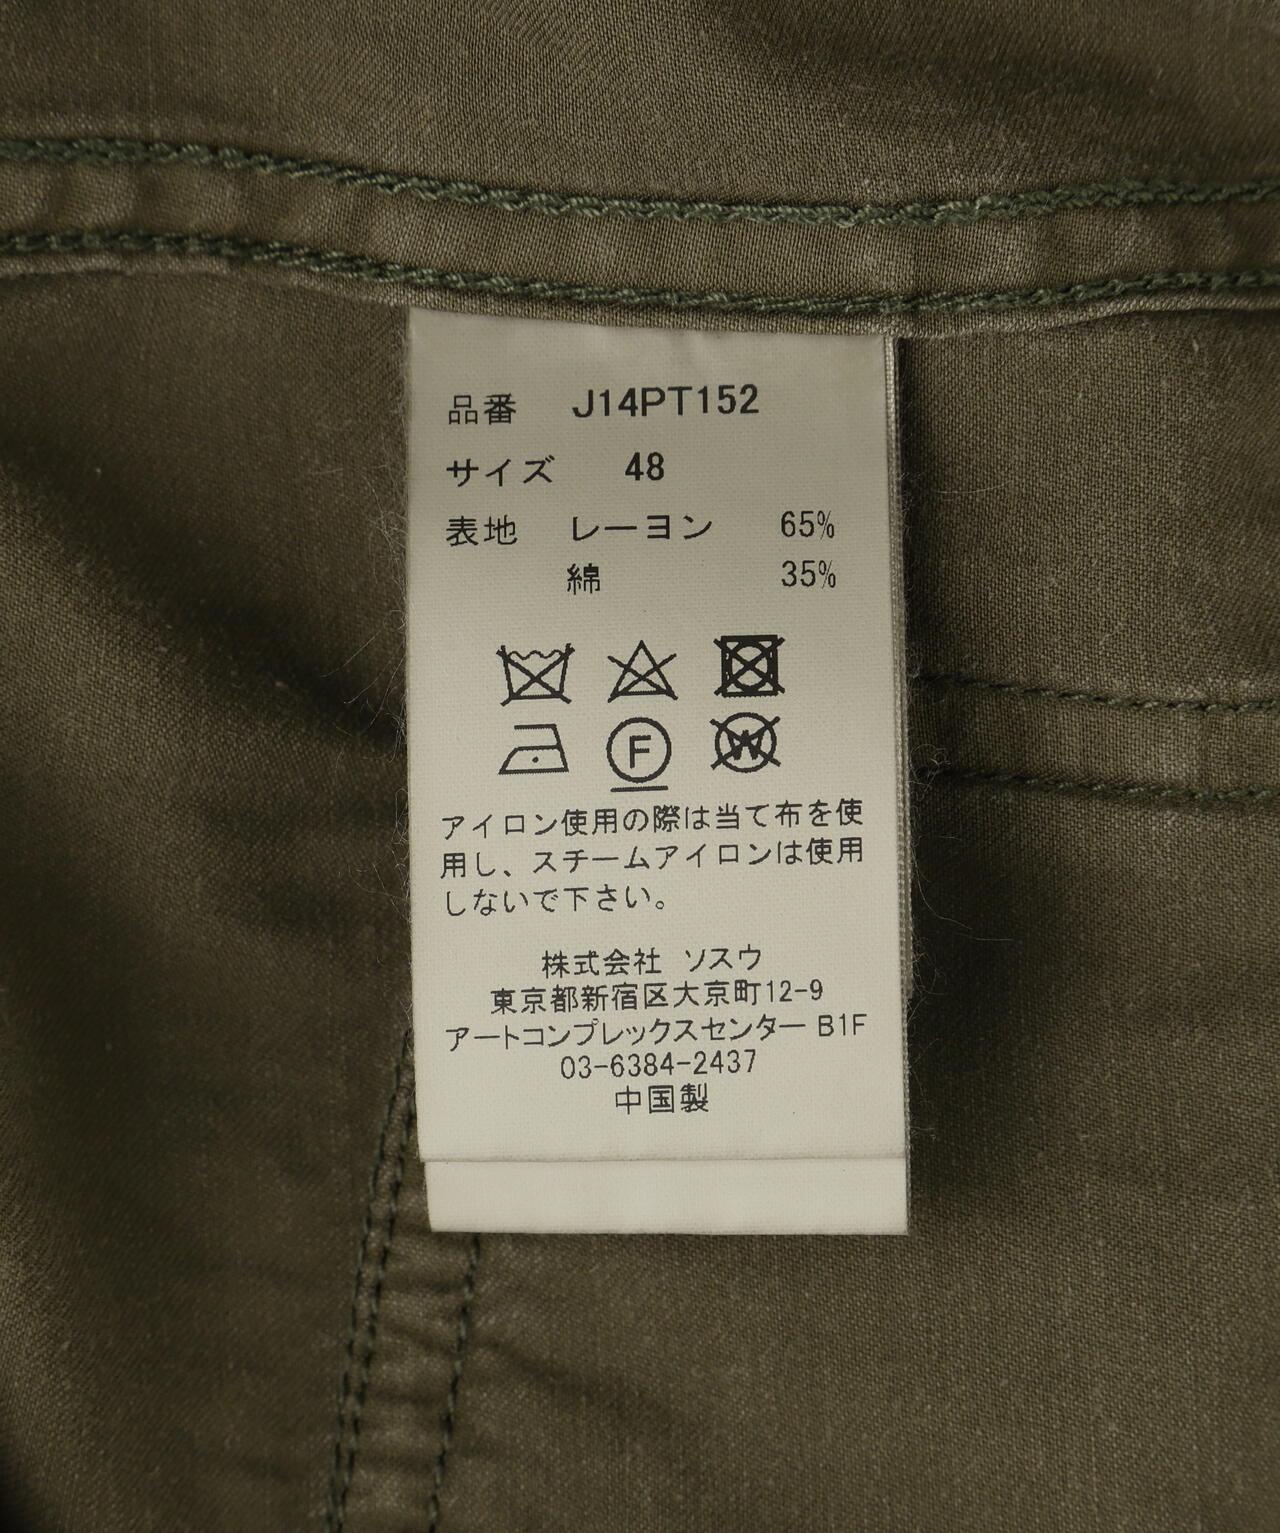 品番 J14PT152
サイズ 48
表地 レーヨン 65%
綿 35%
F W
アイロン使用の際は当て布を使
用し、スチームアイロンは使用
しないで下さい。
株式会社 ソスウ
東京都新宿区大京町12-9
アートコンプレックスセンター B1F
03-6384-2437
中国製